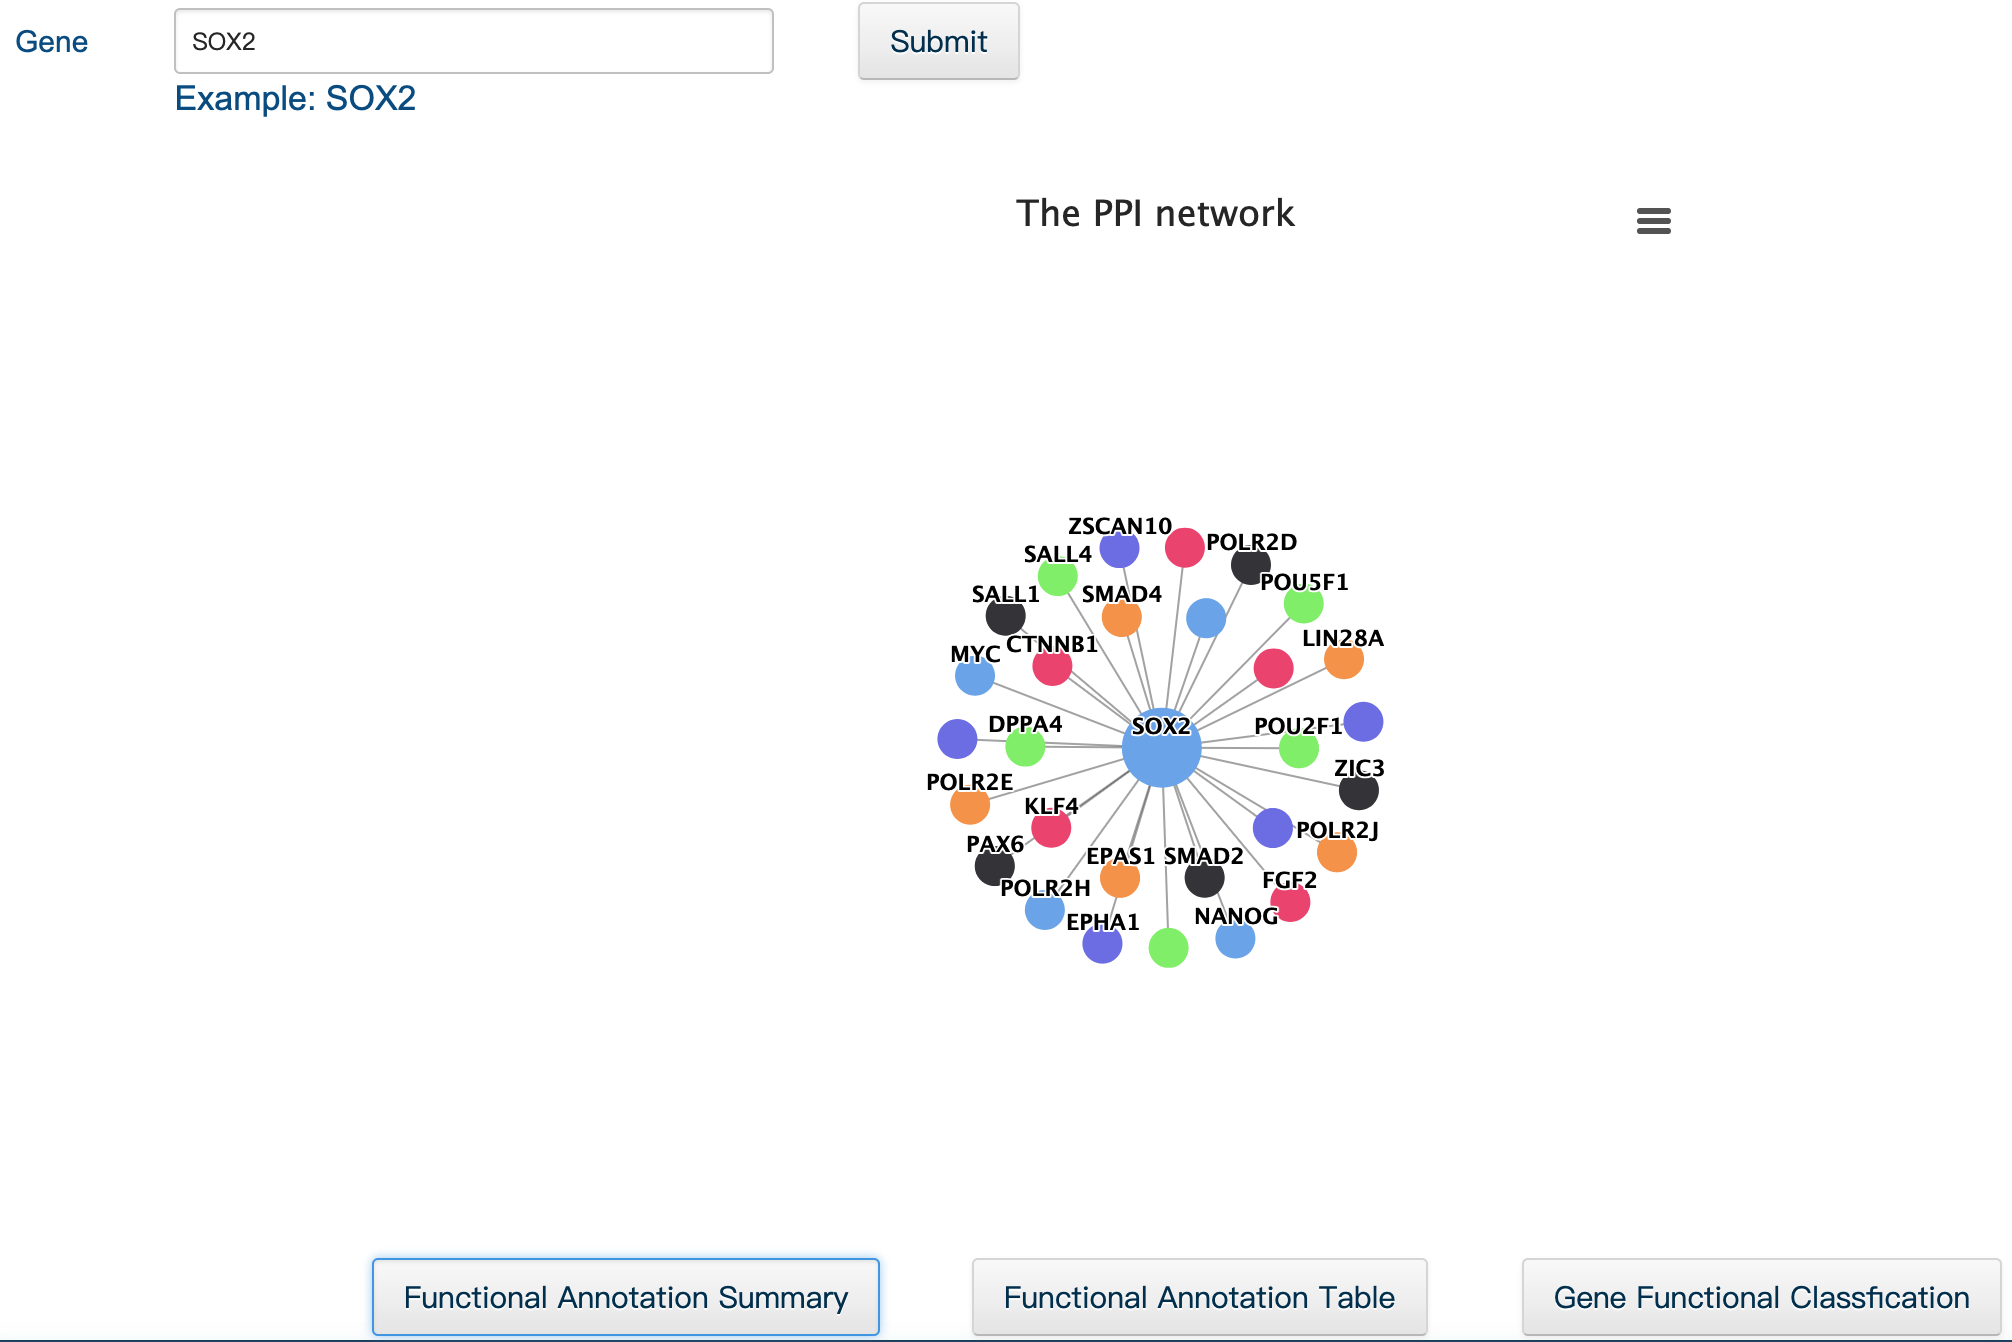 Gene
SOX2
Submit
Example: SOX2
The PPI network
ZSCAN10
POLR2D
SALL4
POU5F1
SALL1
SMAD4
LIN28A
CTNNB1
MYC
DPPA4
SOX2
POU2F1
ZIC3
POLR2E
KLF4
POLR2J
PAX6
EPAS1
SMAD2
FGF2
POLR2H
NANOG
EPHA1
Functional Annotation Summary
Functional Annotation Table
Gene Functional Classfication